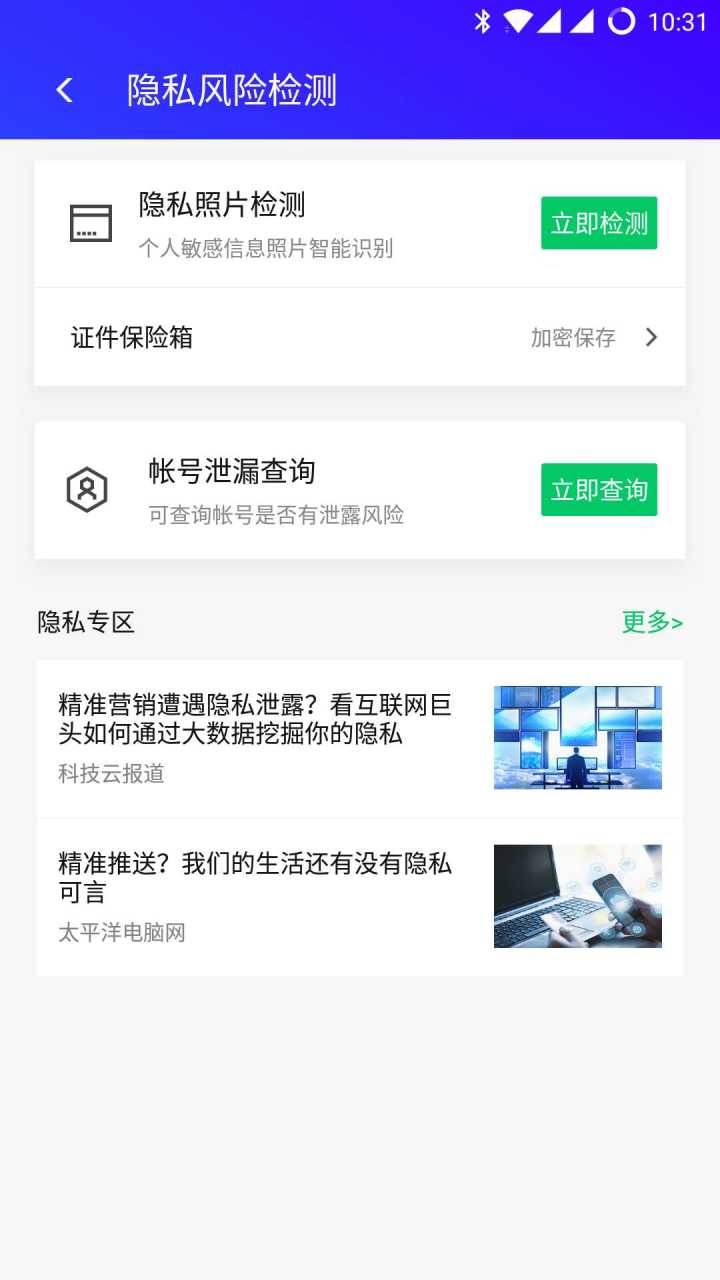 10:31
隐私风险检测
隐私照片检测
个人敏感信息照片智能识别
立即检测
证件保险箱
加密保存
帐号泄漏查询
可查询帐号是否有泄露风险
立即查询
隐私专区
更多>
精准营销遭遇隐私泄露？看互联网巨
头如何通过大数据挖掘你的隐私
科技云报道
精准推送？我们的生活还有没有隐私
可言
太平洋电脑网